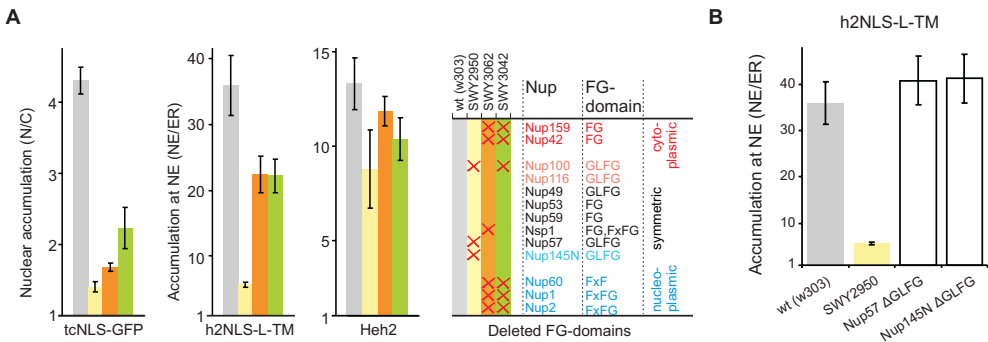 A
Nuclear accumulation (N/C)
4
3
2
1
tcNLS-GFP
Accumulation at NE (NE/ER)
40
30
20
10
1
h2NLS-L-TM
15
10
5
1
Heh2
wt (w303)
SWY2950
SWY3062
SWY3042
Nup
FG-
domain
Nup159 FG
Nup42 FG
Nup100 GLFG
Nup116 GLFG
Nup49 GLFG
Nup53 FG
Nup59 FG
Nsp1 FG,FxFG
Nup57 GLFG
Nup145N GLFG
Nup60 FxF
Nup1 FxFG
Nup2 FxFG
cyto-
plasmic
symmetric
nucleo-
plasmic
Deleted FG-domains
B
h2NLS-L-TM
Accumulation at NE (NE/ER)
40
30
20
10
1
wt (w303)
SWY2950
Nup57 ΔGLFG
Nup145N ΔGLFG